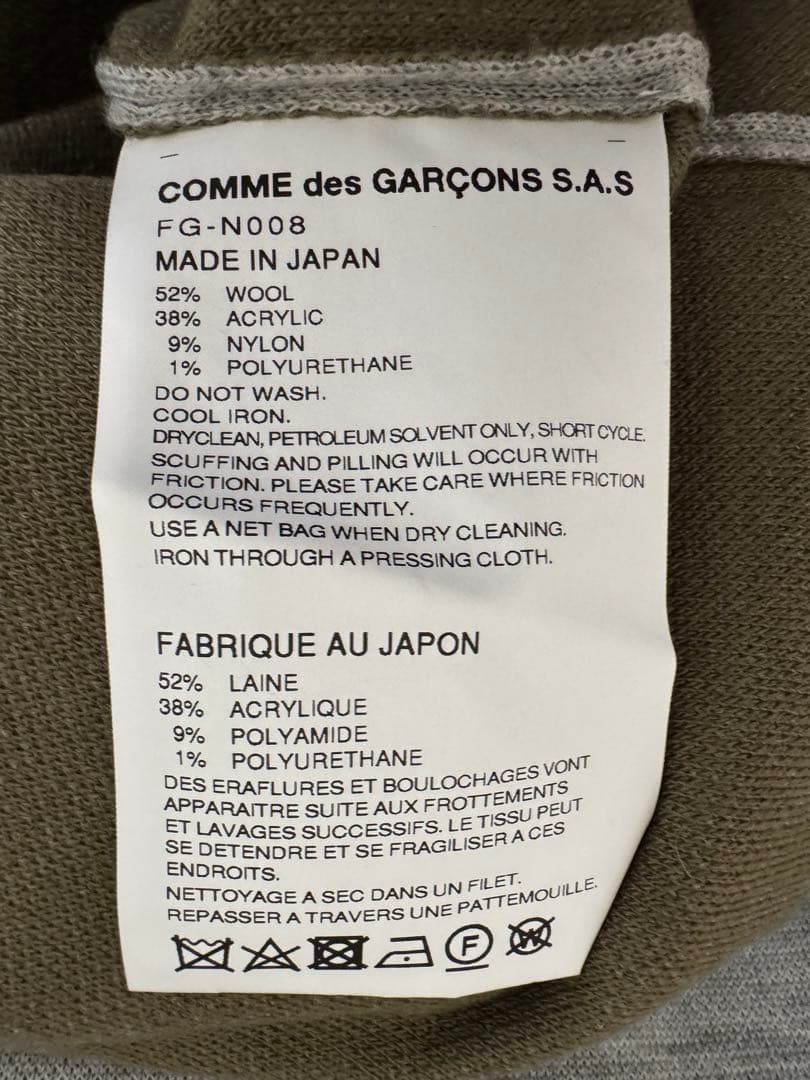 COMME des GARÇONS S.A.S
FG-N008
MADE IN JAPAN
52% WOOL
38% ACRYLIC
9% NYLON
1% POLYURETHANE
DO NOT WASH.
COOL IRON.
DRYCLEAN, PETROLEUM SOLVENT ONLY, SHORT CYCLE.
SCUFFING AND PILLING WILL OCCUR WITH
FRICTION. PLEASE TAKE CARE WHERE FRICTION
OCCURS FREQUENTLY.
USE A NET BAG WHEN DRY CLEANING.
IRON THROUGH A PRESSING CLOTH.
FABRIQUE AU JAPON
52% LAINE
38% ACRYLIQUE
9% POLYAMIDE
1% POLYURETHANE
DES ERAFLURES ET BOULOCHAGES VONT
APPARAITRE SUITE AUX FROTTEMENTS
ET LAVAGES SUCCESSIFS. LE TISSU PEUT
SE DETENDRE ET SE FRAGILISER A CES
ENDROITS.
NETTOYAGE A SEC DANS UN FILET.
REPASSER A TRAVERS UNE PATTEMOUILLE.
F W